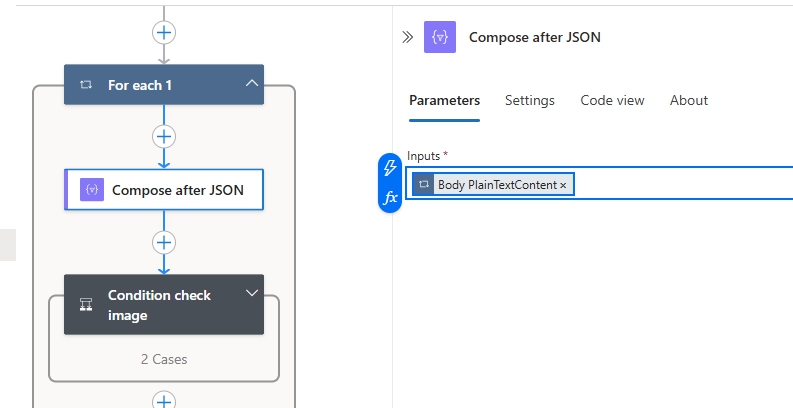 For each 1
Compose after JSON
Condition check
image
2 Cases
Compose after JSON
Parameters
Settings
Code view
About
Inputs *
fx
Body PlainTextContent ×